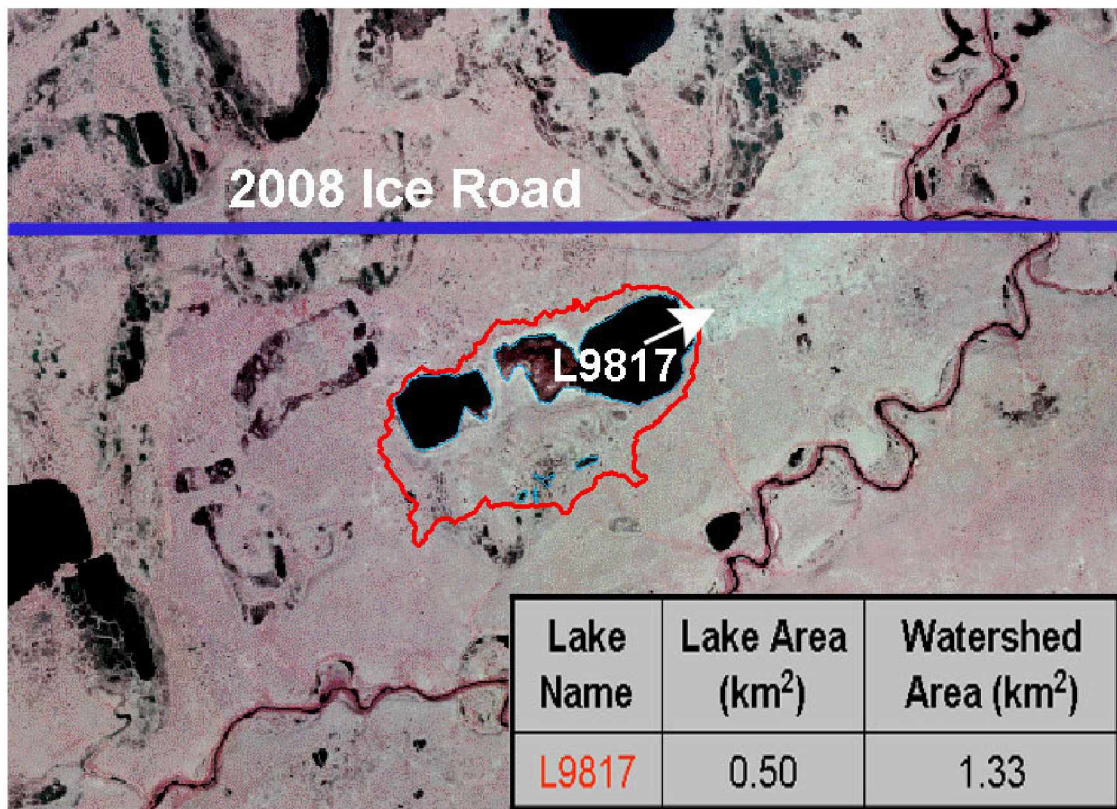 2008 Ice Road
L9817
Lake Name
Lake Area (km²)
Watershed Area (km²)
L9817
0.50
1.33